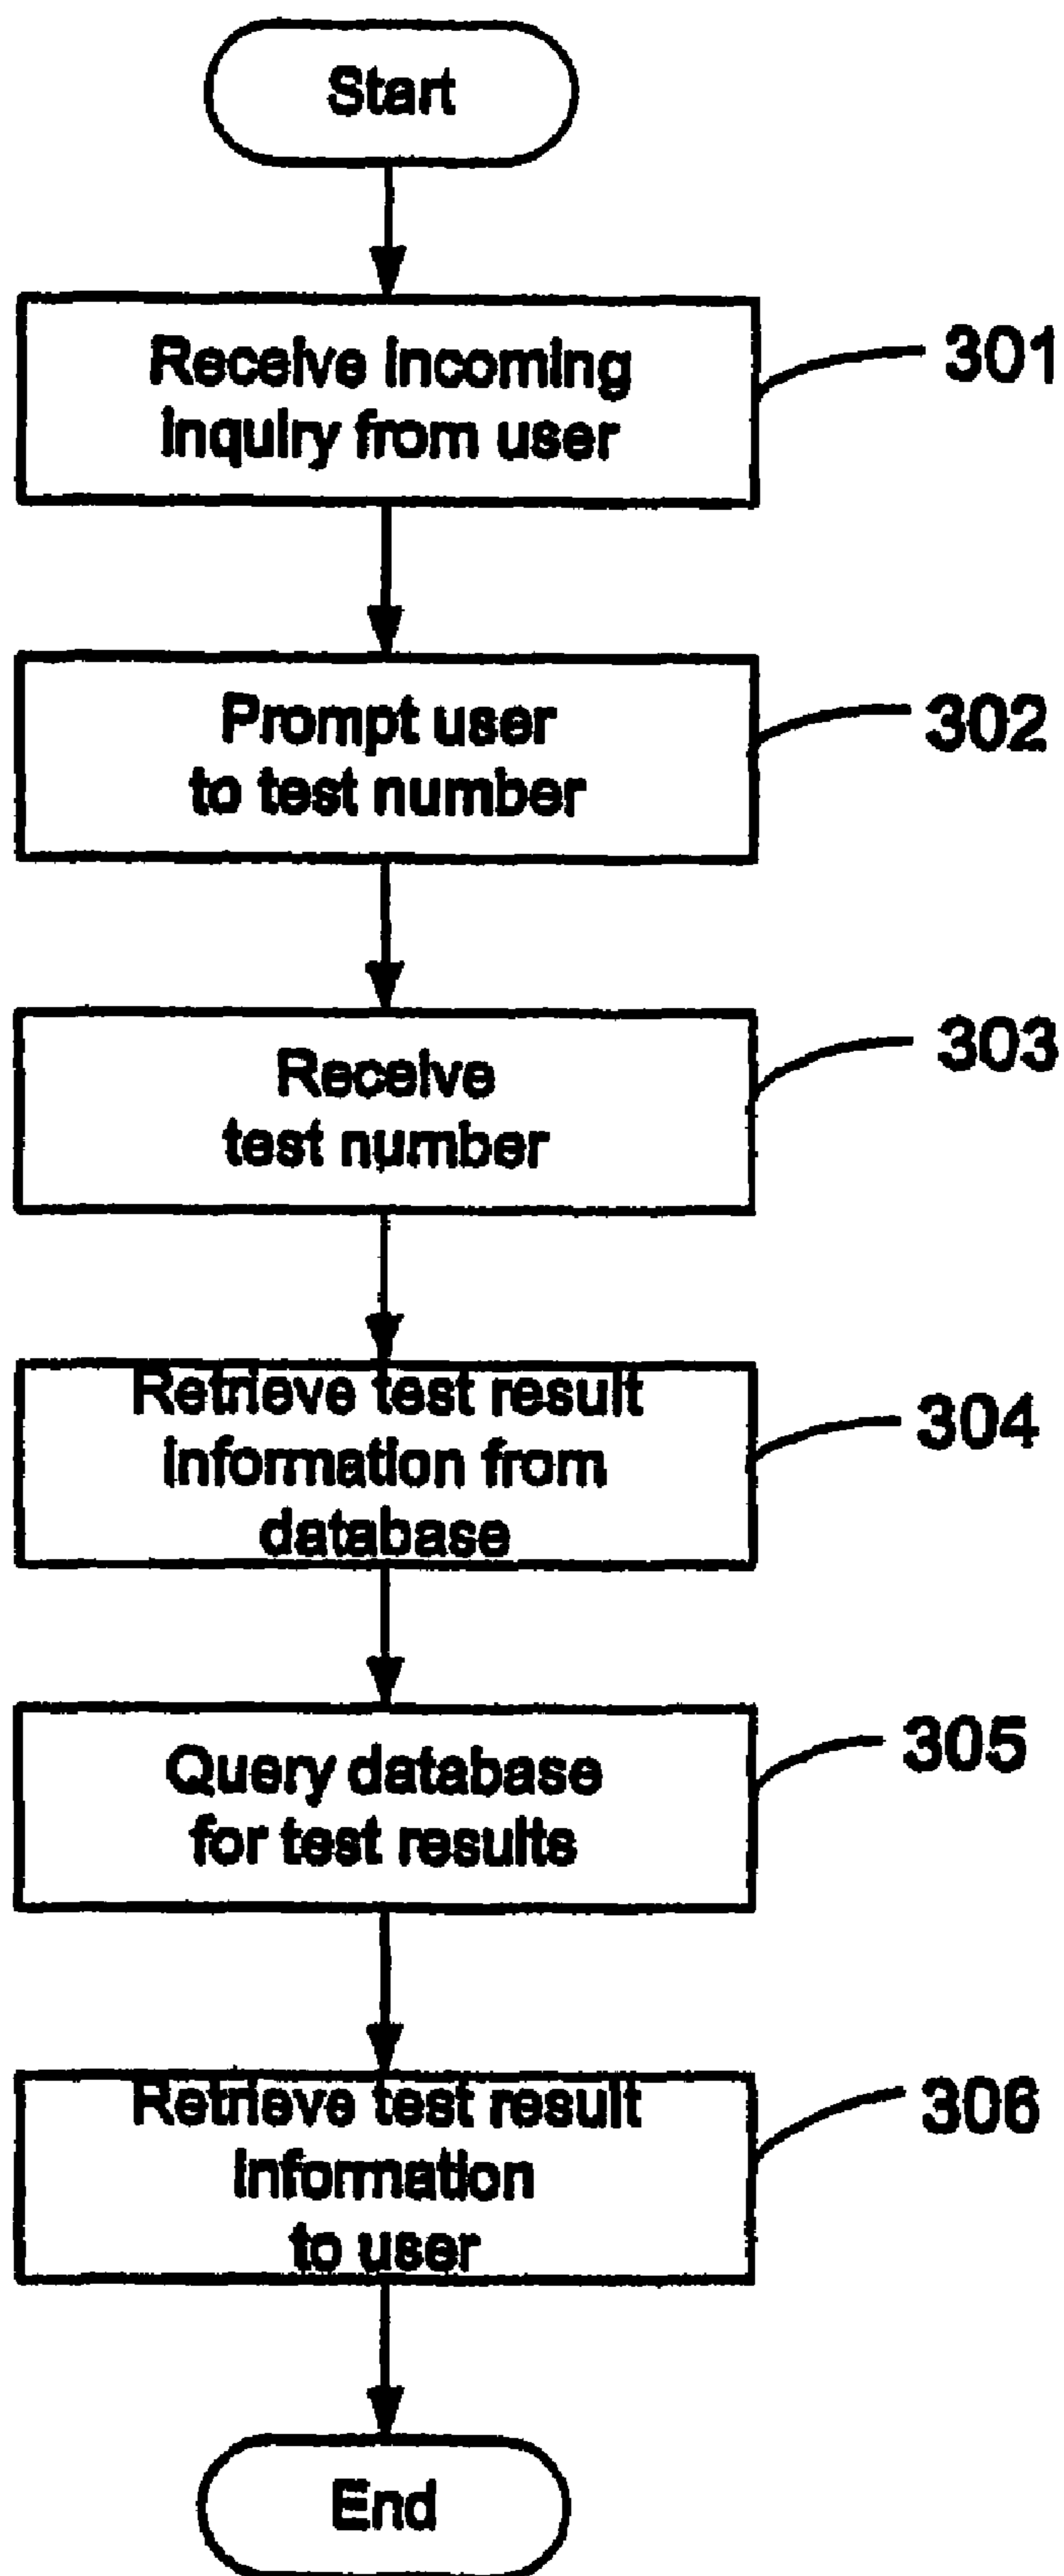 Start
Receive incoming
inquiry from user
301
Prompt user
to test number
302
Receive
test number
303
Retrieve test result
information from
database
304
Query database
for test results
305
Retrieve test result
information
to user
306
End